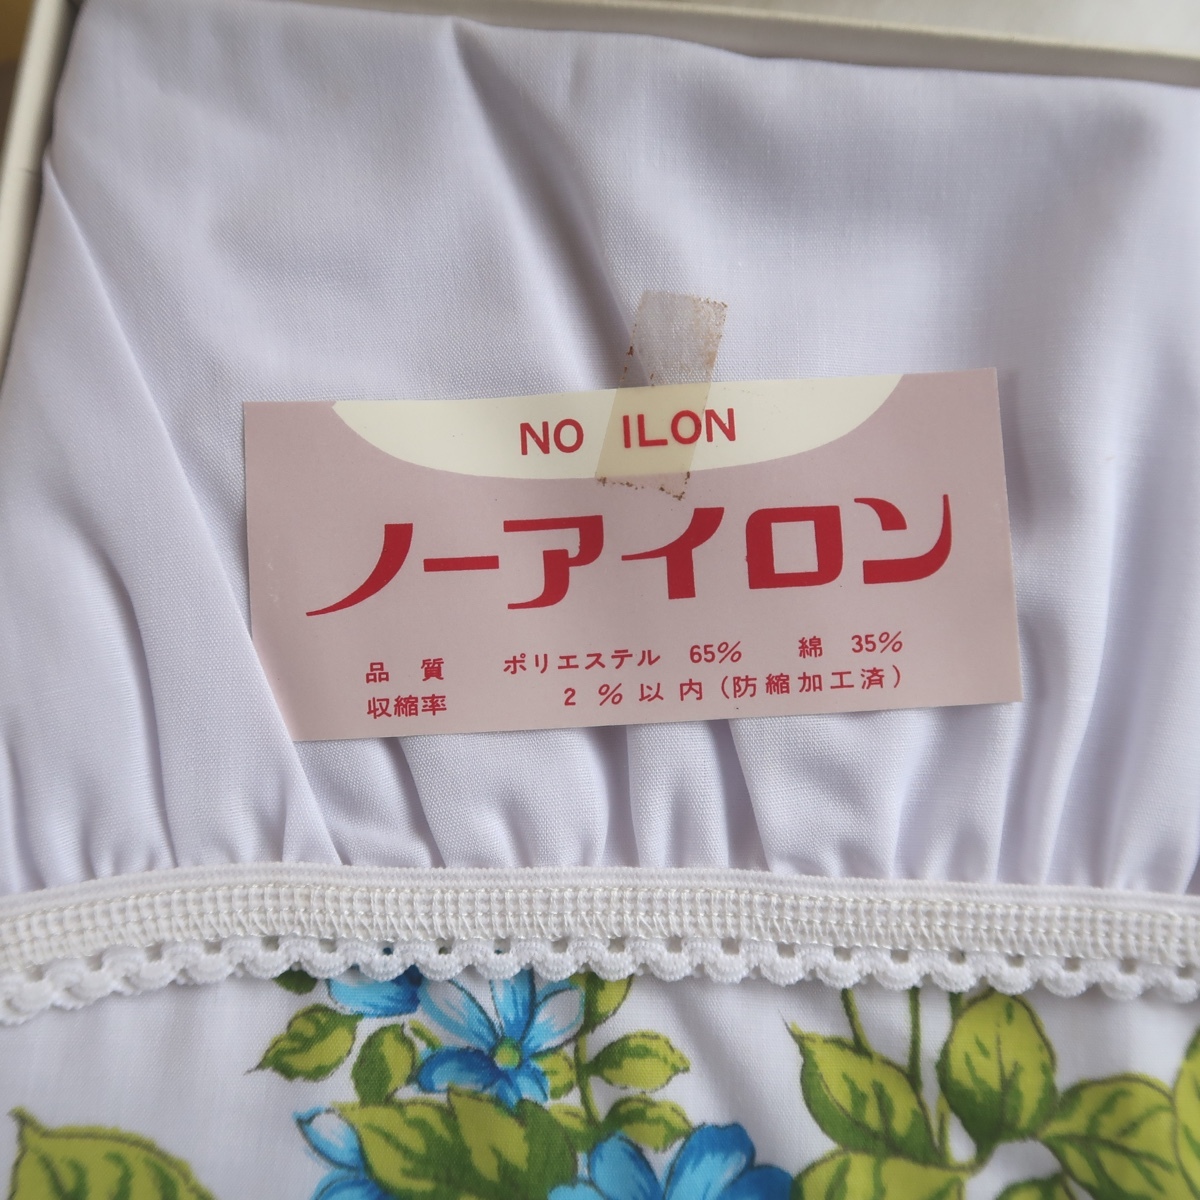 NO ILON
ノーアイロン
品質 ポリエステル 65% 綿 35%
収縮率 2%以内(防縮加工済)